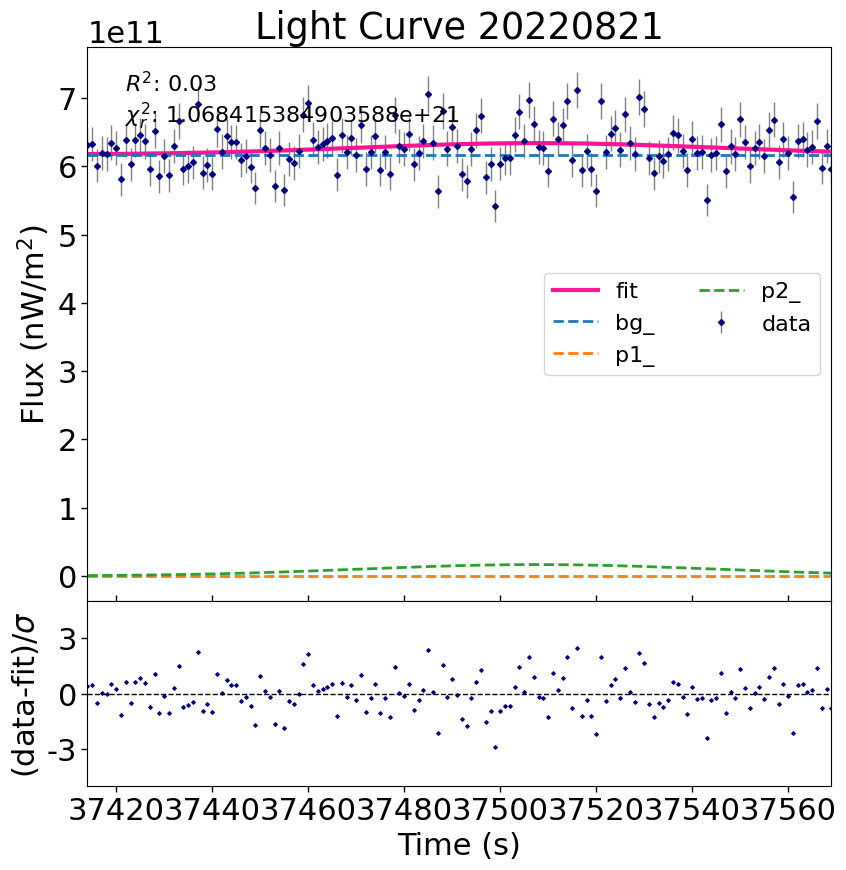 Light Curve 20220821
1e11
R²: 0.03
χ²ᵣ: 1.068415384903588e+21
7
6
5
4
3
2
1
0
Flux (nW/m²)
fit
bg_
p1_
p2_
data
3
0
-3
(data-fit)/σ
37420 37440 37460 37480 37500 37520 37540 37560
Time (s)